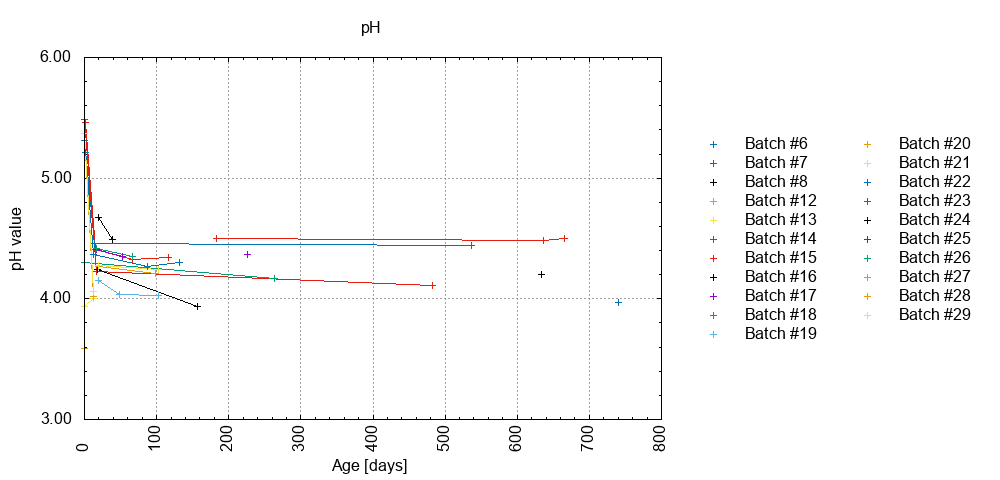 pH
6.00
5.00
4.00
3.00
pH value
0
100
200
300
400
500
600
700
800
Age [days]
Batch #6
Batch #7
Batch #8
Batch #12
Batch #13
Batch #14
Batch #15
Batch #16
Batch #17
Batch #18
Batch #19
Batch #20
Batch #21
Batch #22
Batch #23
Batch #24
Batch #25
Batch #26
Batch #27
Batch #28
Batch #29